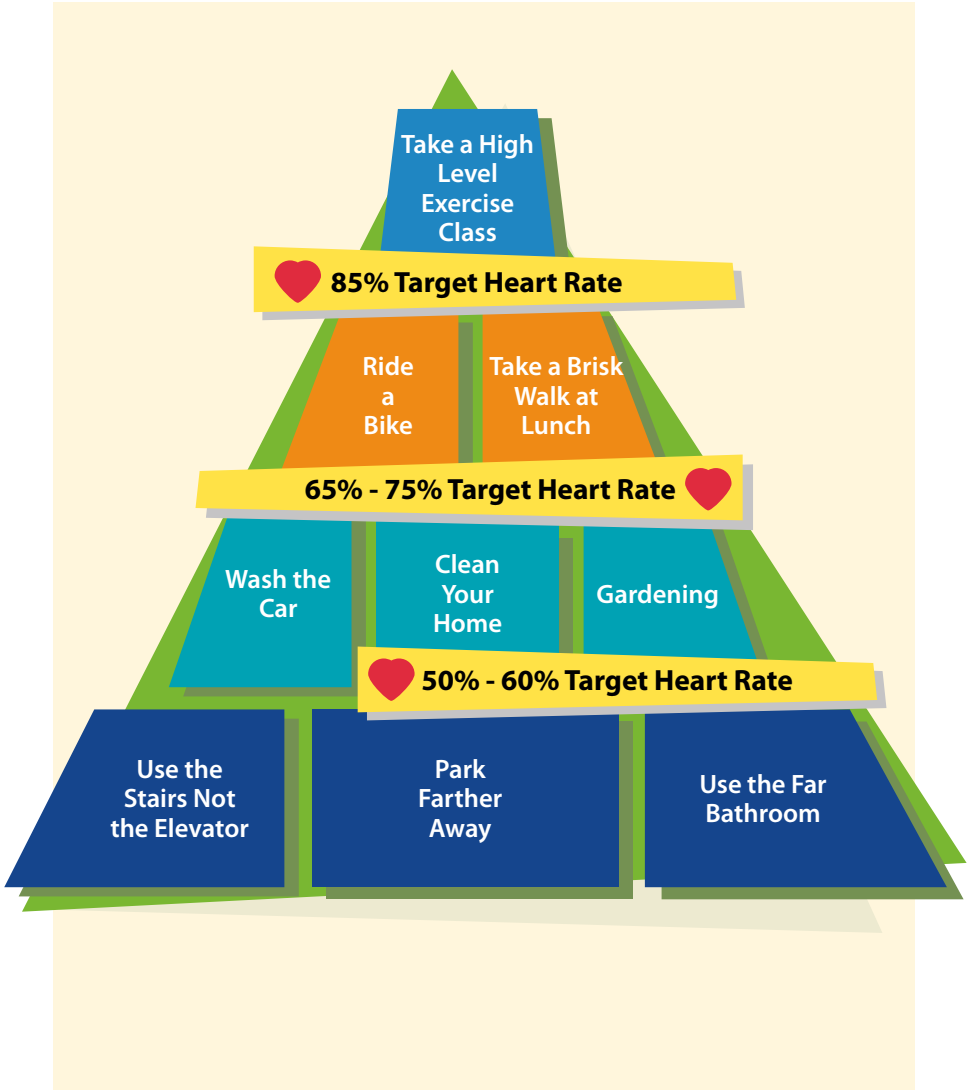 Take a High
Level
Exercise
Class
85% Target Heart Rate
Ride
a
Bike
Take a Brisk
Walk at
Lunch
65% - 75% Target Heart Rate
Wash the
Car
Clean
Your
Home
Gardening
50% - 60% Target Heart Rate
Use the
Stairs Not
the Elevator
Park
Farther
Away
Use the Far
Bathroom